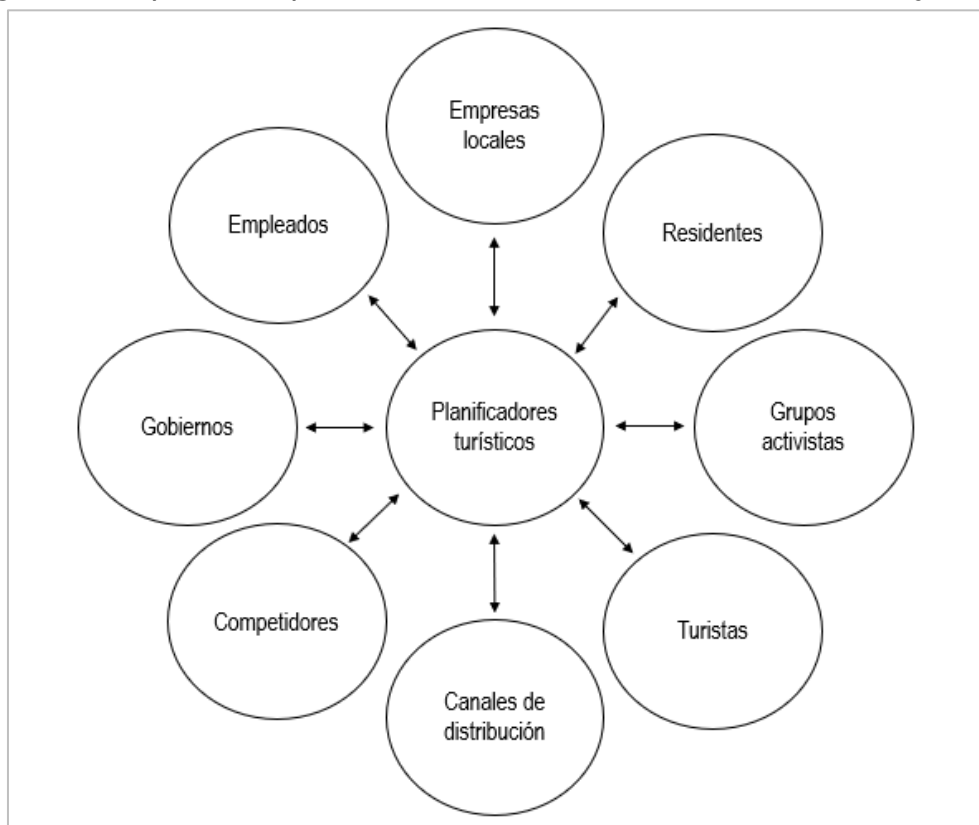 Empresas
locales
Empleados
Residentes
Gobiernos
Planificadores
turísticos
Grupos
activistas
Competidores
Turistas
Canales de
distribución